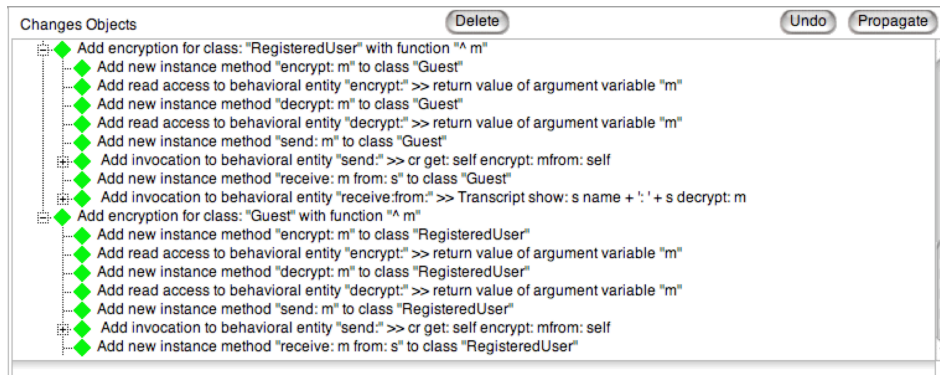 Changes Objects Delete Undo Propagate
Add encryption for class: "RegisteredUser" with function "^ m"
Add new instance method "encrypt: m" to class "Guest"
Add read access to behavioral entity "encrypt:" >> return value of argument variable "m"
Add new instance method "decrypt: m" to class "Guest"
Add read access to behavioral entity "decrypt:" >> return value of argument variable "m"
Add new instance method "send: m" to class "Guest"
Add invocation to behavioral entity "send:" >> cr get: self encrypt: mfrom: self
Add new instance method "receive: m from: s" to class "Guest"
Add invocation to behavioral entity "receive:from:" >> Transcript show: s name + ': ' + s decrypt: m
Add encryption for class: "Guest" with function "^ m"
Add new instance method "encrypt: m" to class "RegisteredUser"
Add read access to behavioral entity "encrypt:" >> return value of argument variable "m"
Add new instance method "decrypt: m" to class "RegisteredUser"
Add read access to behavioral entity "decrypt:" >> return value of argument variable "m"
Add new instance method "send: m" to class "RegisteredUser"
Add invocation to behavioral entity "send:" >> cr get: self encrypt: mfrom: self
Add new instance method "receive: m from: s" to class "RegisteredUser"